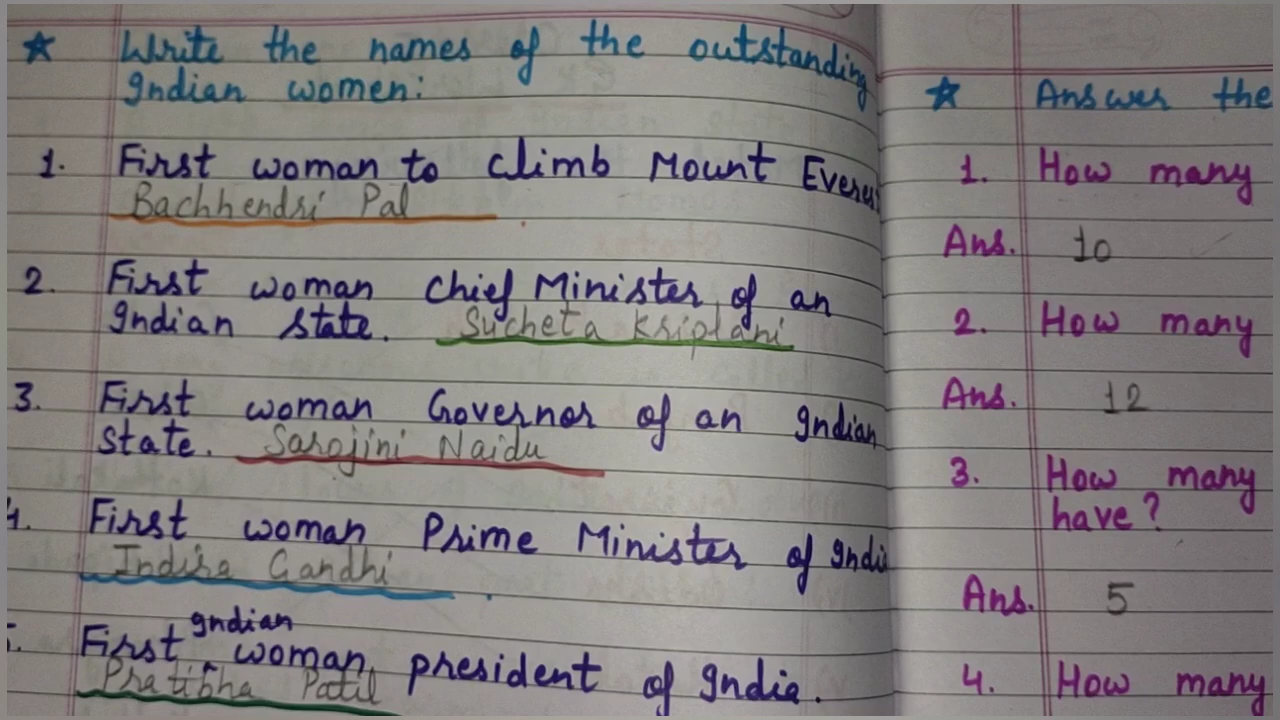 ★ Write the names of the outstanding
Indian women:
1. First woman to climb Mount Everest
Bachhendri Pal
2. First woman Chief Minister of an
Indian state. Sucheta Kriplani
3. First woman Governor of an Indian
state. Sarojini Naidu
4. First woman Prime Minister of Indi
Indira Gandhi
Indian
First woman president of India.
Pratibha Patil
★ Answer the
1. How many
Ans. 10
2. How many
Ans. 12
3. How many
have?
Ans. 5
4. How many